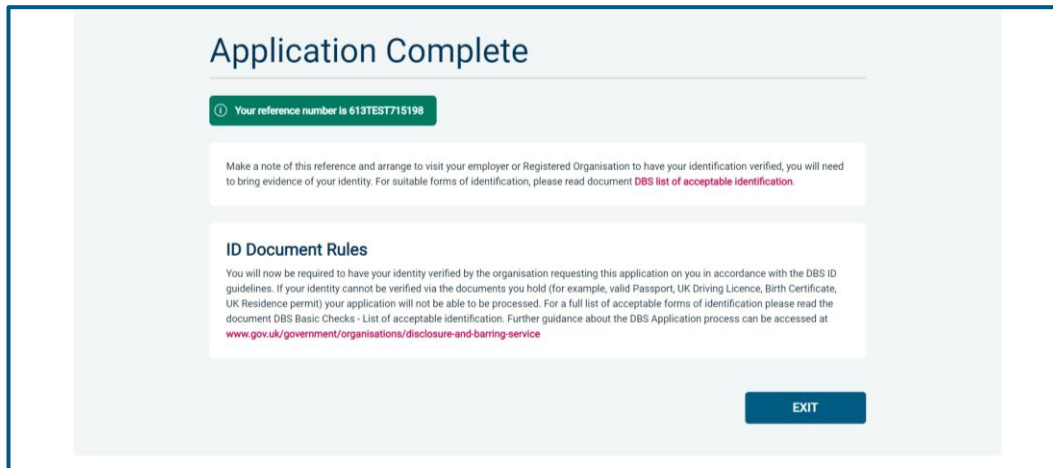 Application Complete
Your reference number is 613TEST715198
Make a note of this reference and arrange to visit your employer or Registered Organisation to have your identification verified, you will need
to bring evidence of your identity. For suitable forms of identification, please read document DBS list of acceptable identification.
ID Document Rules
You will now be required to have your identity verified by the organisation requesting this application on you in accordance with the DBS ID
guidelines. If your identity cannot be verified via the documents you hold (for example, valid Passport, UK Driving Licence, Birth Certificate,
UK Residence permit) your application will not be able to be processed. For a full list of acceptable forms of identification please read the
document DBS Basic Checks - List of acceptable identification. Further guidance about the DBS Application process can be accessed at
www.gov.uk/government/organisations/disclosure-and-barring-service
EXIT